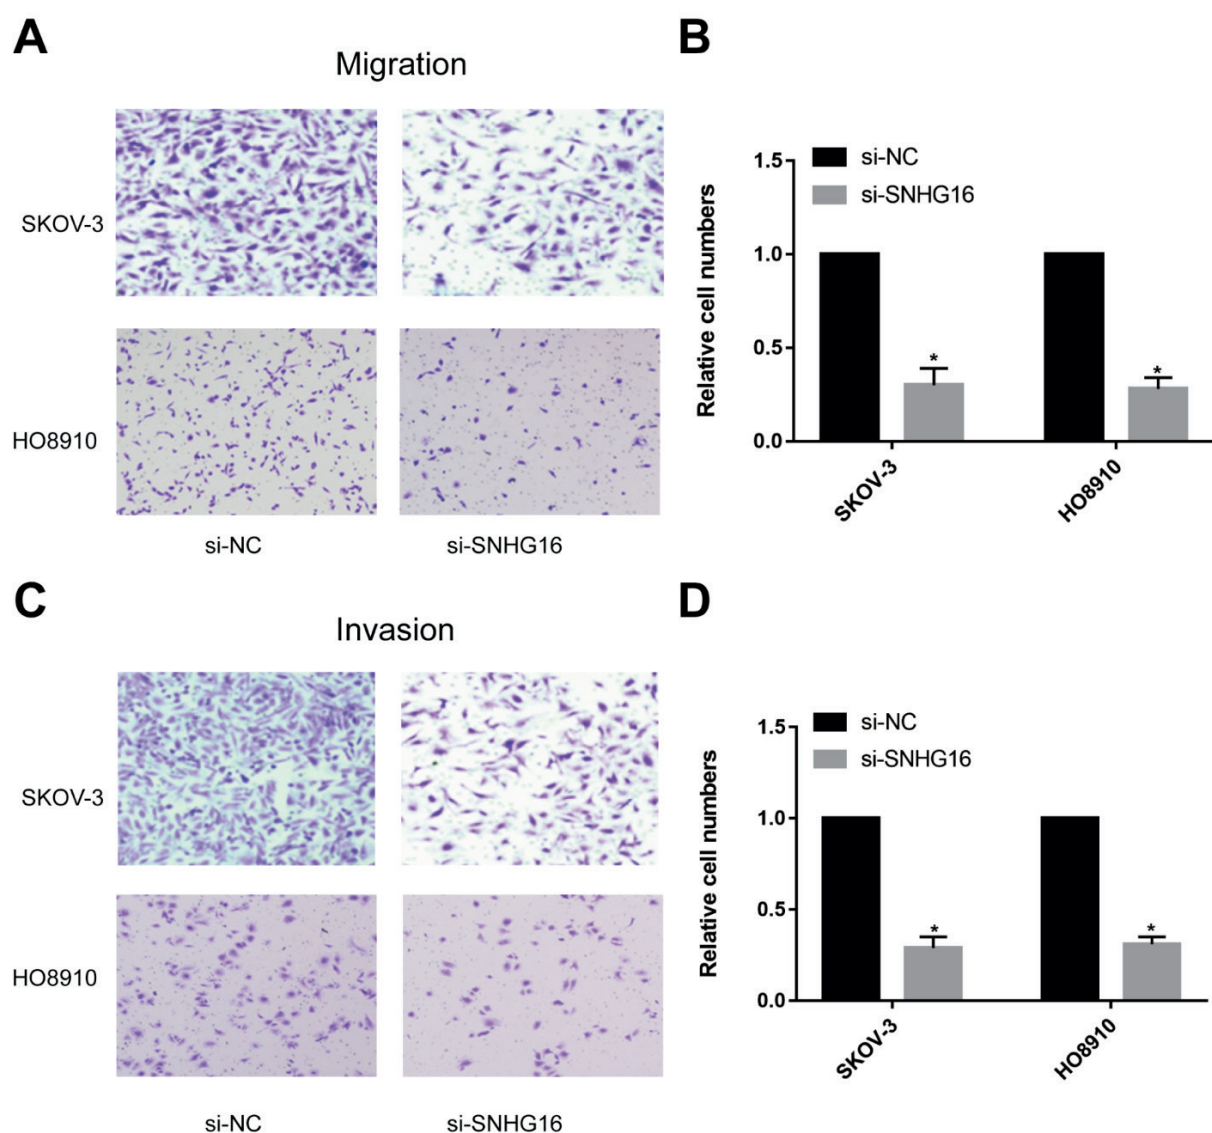 A
Migration
SKOV-3
HO8910
si-NC
si-SNHG16
B
si-NC
si-SNHG16
Relative cell numbers
1.5
1.0
0.5
0.0
*
*
SKOV-3
HO8910
C
Invasion
SKOV-3
HO8910
si-NC
si-SNHG16
D
si-NC
si-SNHG16
Relative cell numbers
1.5
1.0
0.5
0.0
*
*
SKOV-3
HO8910